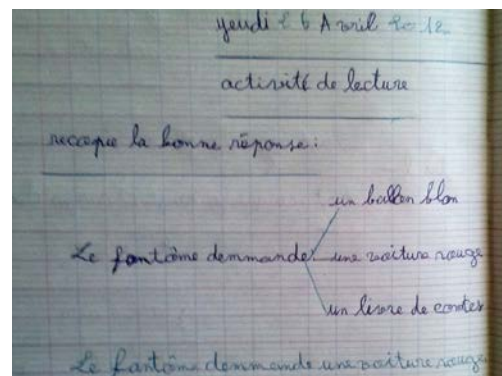 jeudi 26 Avril 2012
activité de lecture
recopie la bonne réponse :
un ballon blan
Le fantôme demmande une voiture rouge
un livre de contes
Le fantôme demmande une voiture rouge